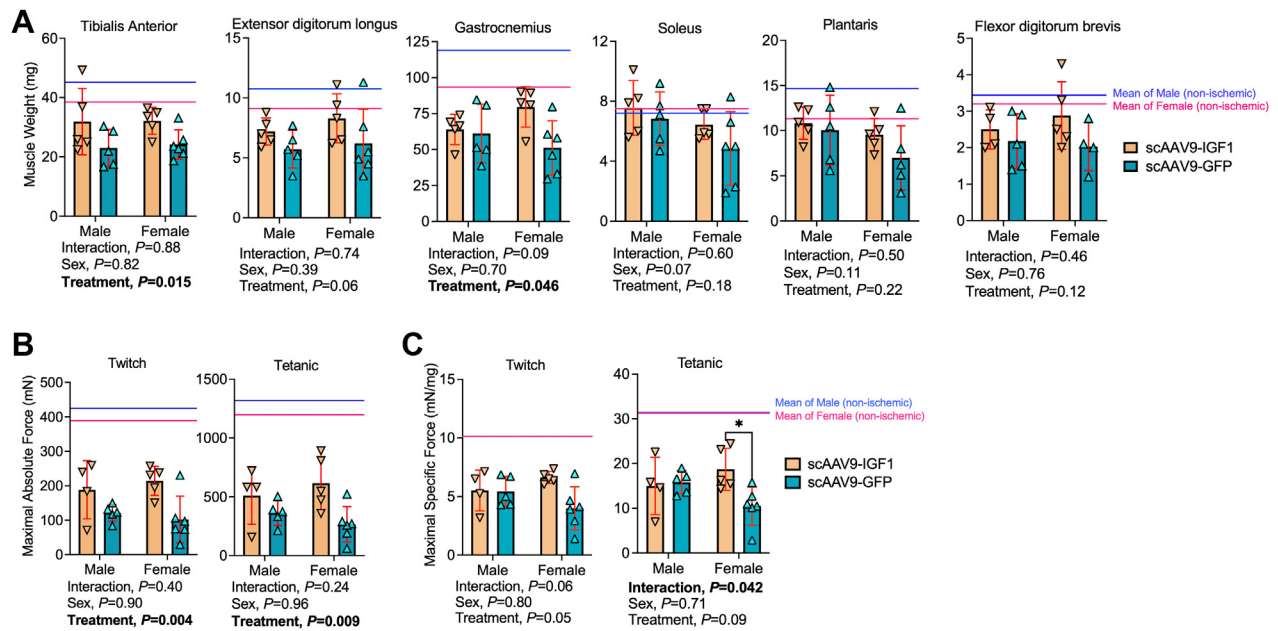 A
Tibialis Anterior
Extensor digitorum longus
Gastrocnemius
Soleus
Plantaris
Flexor digitorum brevis
Muscle Weight (mg)
60
40
20
0
Male
Female
Interaction, P=0.88
Sex, P=0.82
Treatment, P=0.015
15
10
5
0
Male
Female
Interaction, P=0.74
Sex, P=0.39
Treatment, P=0.06
125
100
75
50
25
0
Male
Female
Interaction, P=0.09
Sex, P=0.70
Treatment, P=0.046
12
8
4
0
Male
Female
Interaction, P=0.60
Sex, P=0.07
Treatment, P=0.18
20
15
10
5
0
Male
Female
Interaction, P=0.50
Sex, P=0.11
Treatment, P=0.22
5
4
3
2
1
0
Male
Female
Interaction, P=0.46
Sex, P=0.76
Treatment, P=0.12
Mean of Male (non-ischemic)
Mean of Female (non-ischemic)
scAAV9-IGF1
scAAV9-GFP
B
Twitch
Maximal Absolute Force (mN)
500
400
300
200
100
0
Male
Female
Interaction, P=0.40
Sex, P=0.90
Treatment, P=0.004
Tetanic
1500
1000
500
0
Male
Female
Interaction, P=0.24
Sex, P=0.96
Treatment, P=0.009
C
Twitch
Maximal Specific Force (mN/mg)
15
10
5
0
Male
Female
Interaction, P=0.06
Sex, P=0.80
Treatment, P=0.05
Tetanic
40
30
20
10
0
*
Male
Female
Interaction, P=0.042
Sex, P=0.71
Treatment, P=0.09
Mean of Male (non-ischemic)
Mean of Female (non-ischemic)
scAAV9-IGF1
scAAV9-GFP